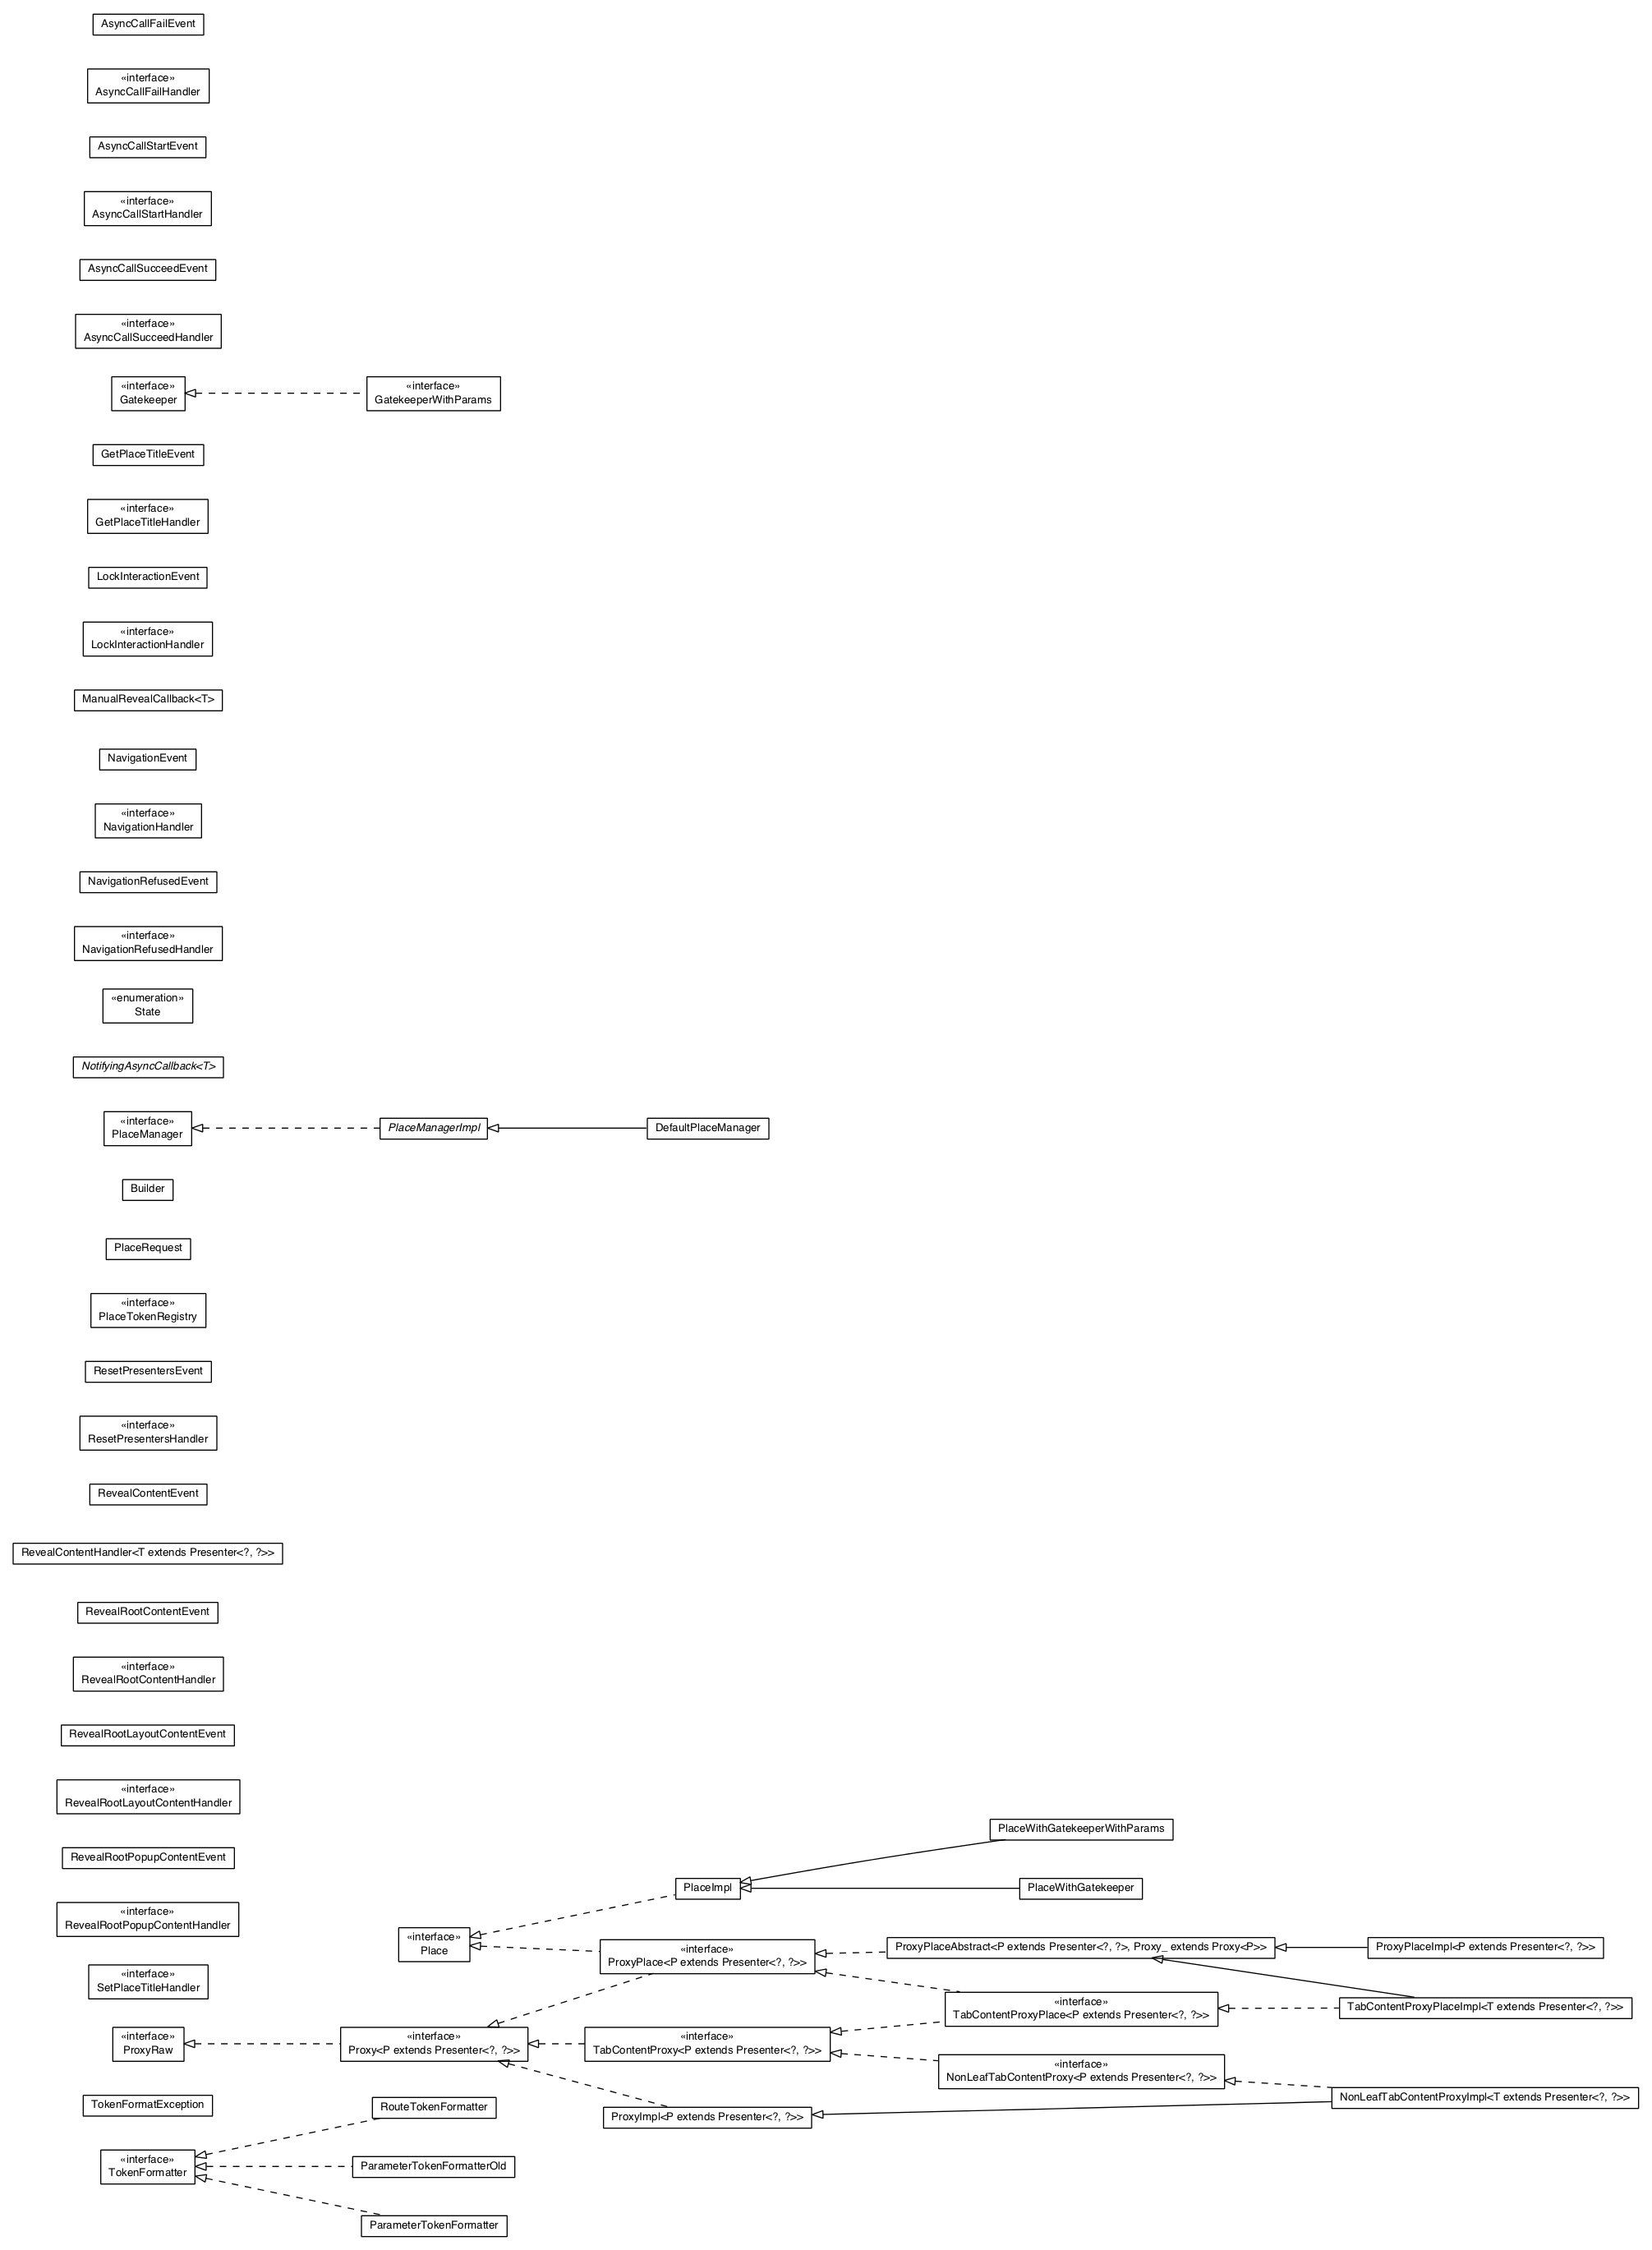 AsyncCallFailEvent
«interface»
AsyncCallFailHandler
AsyncCallStartEvent
«interface»
AsyncCallStartHandler
AsyncCallSucceedEvent
«interface»
AsyncCallSucceedHandler
«interface»
Gatekeeper
«interface»
GatekeeperWithParams
GetPlaceTitleEvent
«interface»
GetPlaceTitleHandler
LockInteractionEvent
«interface»
LockInteractionHandler
ManualRevealCallback<T>
NavigationEvent
«interface»
NavigationHandler
NavigationRefusedEvent
«interface»
NavigationRefusedHandler
«enumeration»
State
NotifyingAsyncCallback<T>
«interface»
PlaceManager
PlaceManagerImpl
DefaultPlaceManager
Builder
PlaceRequest
«interface»
PlaceTokenRegistry
ResetPresentersEvent
«interface»
ResetPresentersHandler
RevealContentEvent
RevealContentHandler<T extends Presenter<?, ?>>
RevealRootContentEvent
«interface»
RevealRootContentHandler
RevealRootLayoutContentEvent
«interface»
RevealRootLayoutContentHandler
PlaceWithGatekeeperWithParams
RevealRootPopupContentEvent
PlaceImpl
PlaceWithGatekeeper
«interface»
RevealRootPopupContentHandler
«interface»
Place
«interface»
ProxyPlace<P extends Presenter<?, ?>>
ProxyPlaceAbstract<P extends Presenter<?, ?>, Proxy_ extends Proxy<P>>
ProxyPlaceImpl<P extends Presenter<?, ?>>
«interface»
SetPlaceTitleHandler
«interface»
TabContentProxyPlace<P extends Presenter<?, ?>>
TabContentProxyPlaceImpl<T extends Presenter<?, ?>>
«interface»
ProxyRaw
«interface»
Proxy<P extends Presenter<?, ?>>
«interface»
TabContentProxy<P extends Presenter<?, ?>>
«interface»
NonLeafTabContentProxy<P extends Presenter<?, ?>>
NonLeafTabContentProxyImpl<T extends Presenter<?, ?>>
TokenFormatException
RouteTokenFormatter
ProxyImpl<P extends Presenter<?, ?>>
«interface»
TokenFormatter
ParameterTokenFormatterOld
ParameterTokenFormatter